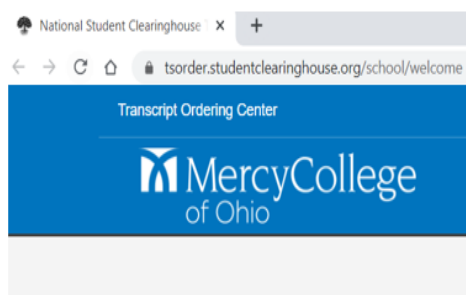 National Student Clearinghouse
tsorder.studentclearinghouse.org/school/welcome
Transcript Ordering Center
MercyCollege
of Ohio